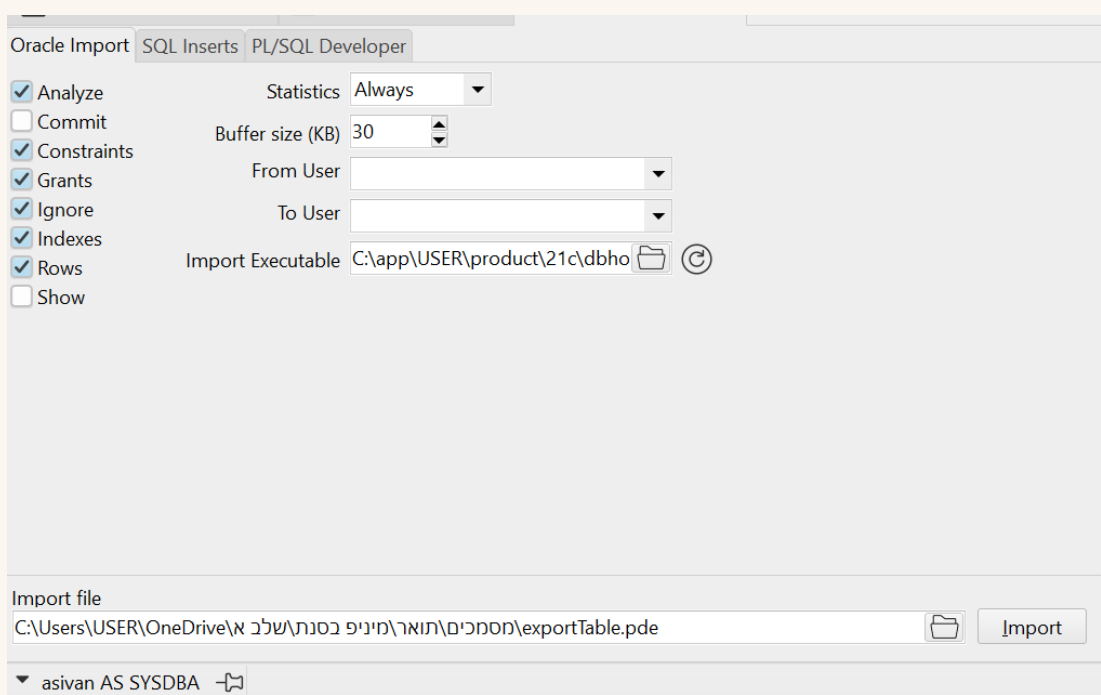 Oracle Import SQL Inserts PL/SQL Developer
Analyze Statistics Always
Commit
Buffer size (KB) 30
Constraints
From User
Grants
Ignore To User
Indexes
Import Executable C:\app\USER\product\21c\dbho
Rows
Show
Import file
C:\Users\USER\OneDrive\מסמכים\תואר\מיניפ בסנת\שלב א\exportTable.pde Import
asivan AS SYSDBA